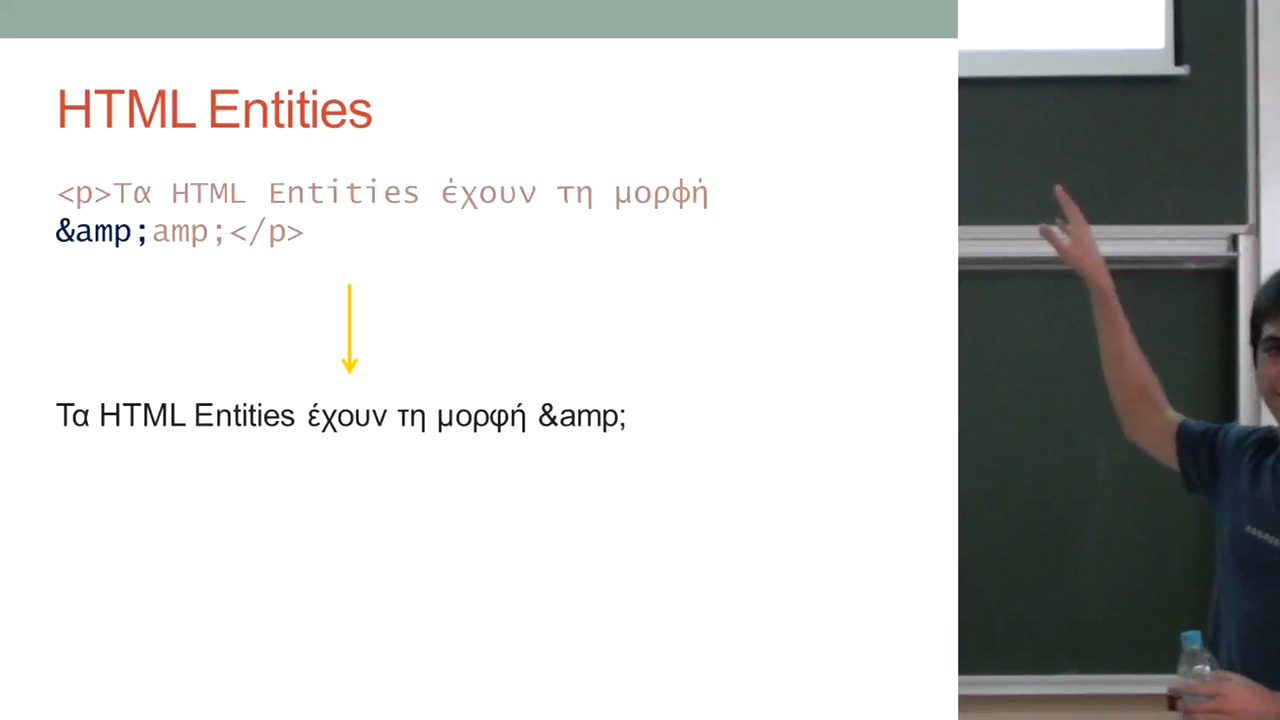 HTML Entities
<p>Τα HTML Entities έχουν τη μορφή
&amp;amp;</p>
Τα HTML Entities έχουν τη μορφή &amp;